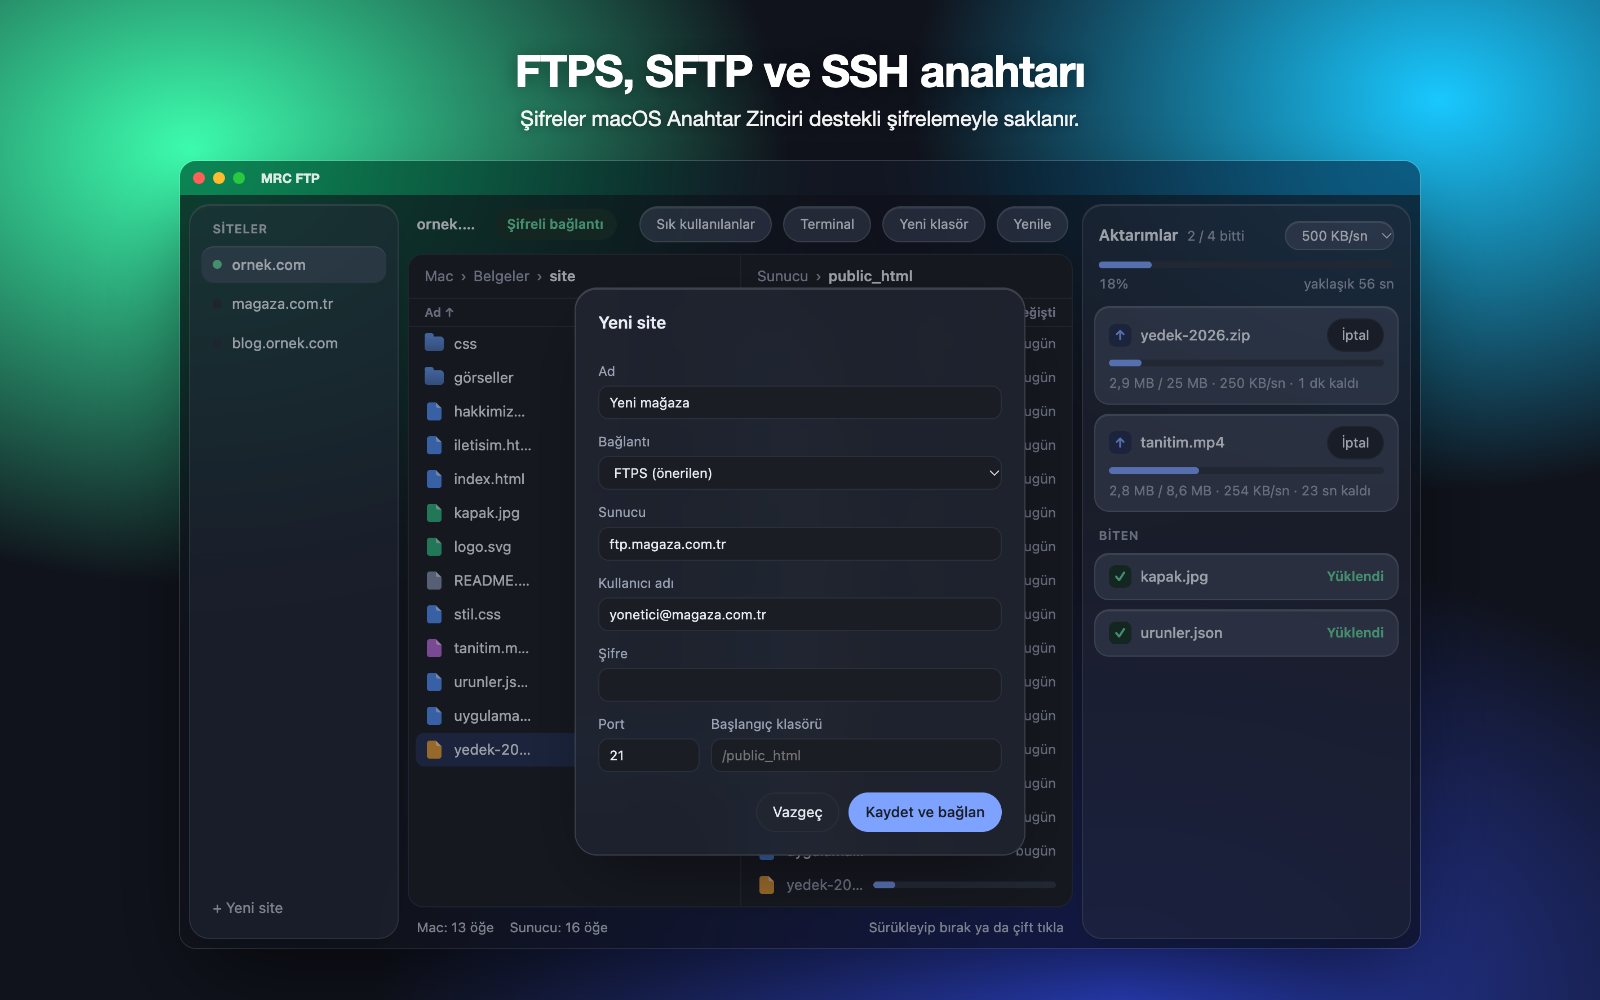 FTPS, SFTP ve SSH anahtarı
Şifreler macOS Anahtar Zinciri destekli şifrelemeyle saklanır.
MRC FTP
SİTELER
ornek.com
magaza.com.tr
blog.ornek.com
+ Yeni site
ornek.... Şifreli bağlantı Sık kullanılanlar Terminal Yeni klasör Yenile
Mac › Belgeler › site
Ad ↑
css
görseller
hakkimiz...
iletisim.ht...
index.html
kapak.jpg
logo.svg
README....
stil.css
tanitim.m...
urunler.js...
uygulama...
yedek-20...
Sunucu › public_html
Yeni site
Ad
Yeni mağaza
Bağlantı
FTPS (önerilen)
Sunucu
ftp.magaza.com.tr
Kullanıcı adı
yonetici@magaza.com.tr
Şifre
Port Başlangıç klasörü
21 /public_html
Vazgeç Kaydet ve bağlan
bugün
yedek-20...
Mac: 13 öğe Sunucu: 16 öğe Sürükleyip bırak ya da çift tıkla
Aktarımlar 2 / 4 bitti 500 KB/sn
18% yaklaşık 56 sn
yedek-2026.zip İptal
2,9 MB / 25 MB · 250 KB/sn · 1 dk kaldı
tanitim.mp4 İptal
2,8 MB / 8,6 MB · 254 KB/sn · 23 sn kaldı
BİTEN
kapak.jpg Yüklendi
urunler.json Yüklendi